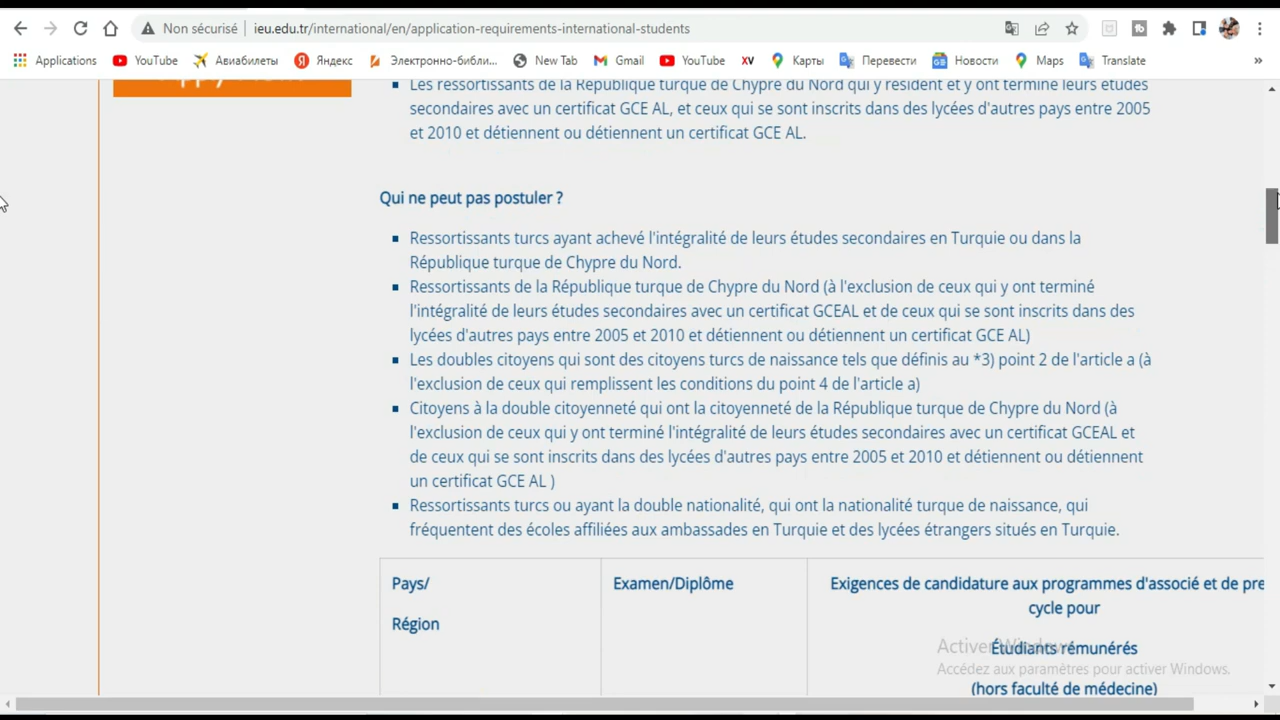 Non sécurisé
ieu.edu.tr/international/en/application-requirements-international-students
Applications
YouTube
Авиабилеты
Яндекс
Электронно-библи...
New Tab
Gmail
YouTube
XV
Карты
Перевести
Новости
Maps
Translate
»
Les ressortissants de la République turque de Chypre du Nord qui y résident et y ont terminé leurs études
secondaires avec un certificat GCE AL, et ceux qui se sont inscrits dans des lycées d'autres pays entre 2005
et 2010 et détiennent ou détiennent un certificat GCE AL.
Qui ne peut pas postuler ?
Ressortissants turcs ayant achevé l'intégralité de leurs études secondaires en Turquie ou dans la
République turque de Chypre du Nord.
Ressortissants de la République turque de Chypre du Nord (à l'exclusion de ceux qui y ont terminé
l'intégralité de leurs études secondaires avec un certificat GCEAL et de ceux qui se sont inscrits dans des
lycées d'autres pays entre 2005 et 2010 et détiennent ou détiennent un certificat GCE AL)
Les doubles citoyens qui sont des citoyens turcs de naissance tels que définis au *3) point 2 de l'article a (à
l'exclusion de ceux qui remplissent les conditions du point 4 de l'article a)
Citoyens à la double citoyenneté qui ont la citoyenneté de la République turque de Chypre du Nord (à
l'exclusion de ceux qui y ont terminé l'intégralité de leurs études secondaires avec un certificat GCEAL et
de ceux qui se sont inscrits dans des lycées d'autres pays entre 2005 et 2010 et détiennent ou détiennent
un certificat GCE AL )
Ressortissants turcs ou ayant la double nationalité, qui ont la nationalité turque de naissance, qui
fréquentent des écoles affiliées aux ambassades en Turquie et des lycées étrangers situés en Turquie.
Pays/
Région
Examen/Diplôme
Exigences de candidature aux programmes d'associé et de pre
cycle pour
Étudiants rémunérés
(hors faculté de médecine)
Activer Windows
Accédez aux paramètres pour activer Windows.